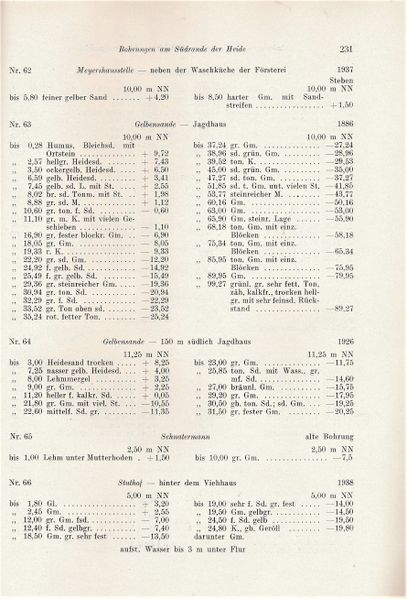 Bohrungen am Südrande der Heide 231
Nr. 62 Meyershausstelle — neben der Waschküche der Försterei 1937
Steben
10,00 m NN
bis 5,80 feiner gelber Sand ........ + 4,20
10,00 m NN
bis 8,50 harter Gm. mit Sand-
streifen ................ + 1,50
Nr. 63 Gelbensande — Jagdhaus 1886
10,00 m NN
bis 0,28 Humus, Bleichsd. mit
Ortstein .............. + 9,72
„ 2,57 hellgr. Heidesd. ...... + 7,43
„ 3,50 ockergelb. Heidesd. .. + 6,50
„ 6,59 gelb. Heidesd. ........ + 3,41
„ 7,45 gelb. sd. L. mit St. .... + 2,55
„ 8,02 br. sd. Tonm. mit St. .. + 1,98
„ 8,88 gr. sd. M. ............ + 1,12
„ 10,60 gr. ton. f. Sd. ........ — 0,60
„ 11,10 gr. m. K. mit vielen Ge-
schieben .............. — 1,10
„ 16,90 gr. fester blockr. Gm. — 6,90
„ 18,05 gr. Gm. .............. — 8,05
„ 19,33 r. K. ................ — 9,33
„ 22,20 gr. sd. Gm. .......... —12,20
„ 24,92 f. gelb. Sd. .......... —14,92
„ 25,49 f. gr. gelb. Sd. ...... —15,49
„ 29,36 gr. steinreicher Gm. .. —19,36
„ 30,94 gr. ton. Sd. .......... —20,94
„ 32,29 gr. f. Sd. ............ —22,29
„ 33,52 gr. Ton oben sd. ...... —23,52
„ 35,24 rot. fetter Ton ........ —25,24
10,00 m NN
bis 37,24 gr. Gm. .............. —27,24
„ 38,96 sd. grün. Gm. ........ —28,96
„ 39,52 ton. K. .............. —29,53
„ 45,00 sd. grün. Gm. ........ —35,00
„ 47,27 sd. ton. Gm. .......... —37,27
„ 51,85 sd. t. Gm. unt. vielen St. —41,85
„ 53,77 steinreicher M. ........ —43,77
„ 60,16 Gm. ................ —50,16
„ 63,00 Gm. ................ —53,00
„ 65,90 Gm. steinr. Lage .... —55,90
„ 68,18 ton. Gm. mit einz.
Blöcken .............. —58,18
„ 75,34 ton. Gm. mit einz.
Blöcken .............. —65,34
„ 85,95 ton. Gm. mit einz.
Blöcken .............. —75,95
„ 89,95 Gm. ................ —79,95
„ 99,27 grünl. gr. sehr fett. Ton,
zäh, kalkfr., trocken hell-
gr. mit sehr feinsd. Rück-
stand ................ —89,27
Nr. 64 Gelbensande — 150 m südlich Jagdhaus 1926
11,25 m NN
bis 3,00 Heidesand trocken .... + 8,25
„ 7,25 nasser gelb. Heidesd. .. + 4,00
„ 8,00 Lehmmergel .......... + 3,25
„ 9,00 gr. Gm. .............. + 2,25
„ 11,20 heller f. kalkr. Sd. .... + 0,05
„ 21,80 gr. Gm. mit viel. St. .. —10,55
„ 22,60 mittelf. Sd. gr. ........ —11,35
11,25 m NN
bis 23,00 gr. Gm. .............. —11,75
„ 25,85 ton. Sd. mit Wass., gr.
mf. Sd. .............. —14,60
„ 27,00 bräunl. Gm. .......... —15,75
„ 29,20 gr. Gm. .............. —17,95
„ 30,50 gb. ton. Sd.; sd. Gm. .. —19,25
„ 31,50 gr. fester Gm. ........ —20,25
Nr. 65 Schnatermann alte Bohrung
2,50 m NN
bis 1,00 Lehm unter Mutterboden . + 1,50
2,50 m NN
bis 10,00 gr. Gm. .............. —7,5
Nr. 66 Stuthof — hinter dem Viehhaus 1938
5,00 m NN
bis 1,80 Gl. ................ + 3,20
„ 2,45 Gm. ................ + 2,55
„ 12,00 gr. Gm. fsd. .......... — 7,00
„ 12,40 f. Sd. gelbgr. ........ — 7,40
„ 18,50 Gm. gr. sehr fest ...... —13,50
5,00 m NN
bis 19,00 sehr f. Sd. gr. fest .... —14,00
„ 19,50 Gm. gelbgr. .......... —14,50
„ 24,50 f. Sd. gelb .......... —19,50
„ 24,80 K., gb. Geröll ........ —19,80
darunter Gm.
aufst. Wasser bis 3 m unter Flur